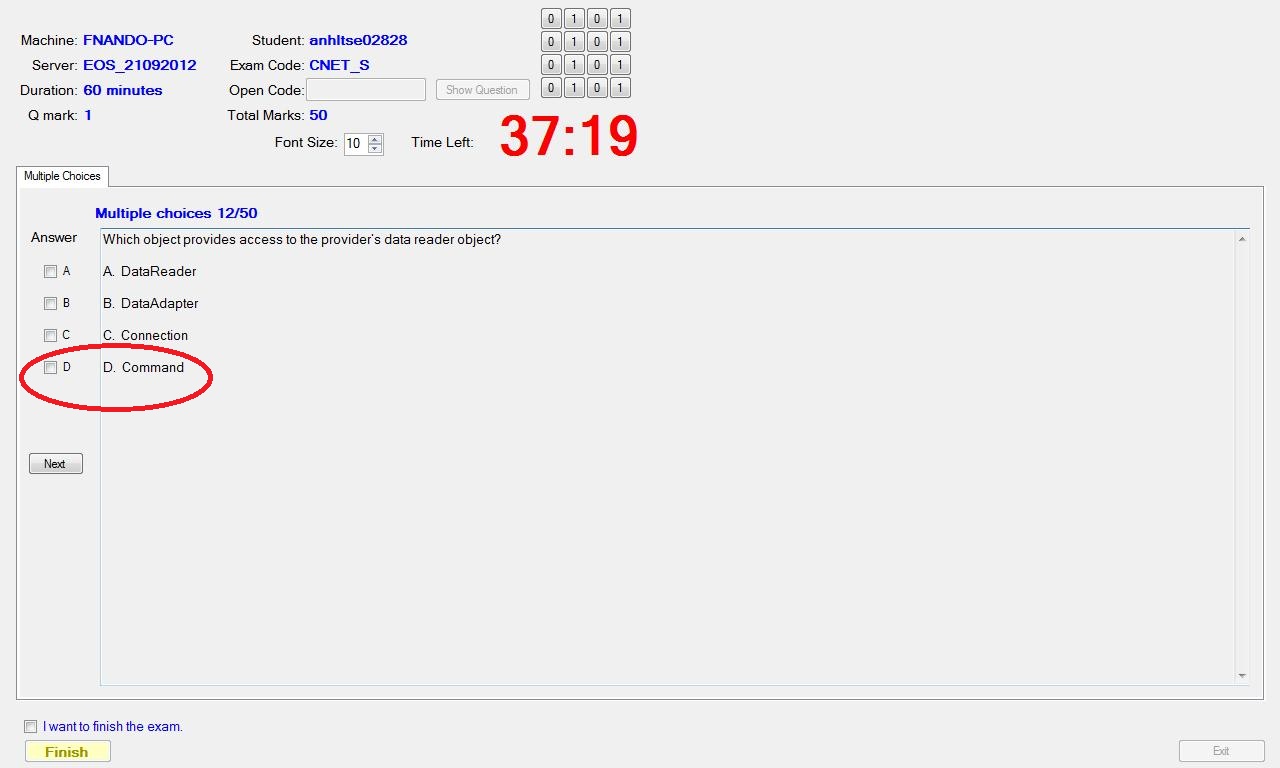 Machine: FNANDO-PC Student: anhltse02828
Server: EOS_21092012 Exam Code: CNET_S
Duration: 60 minutes Open Code: Show Question
Q mark: 1 Total Marks: 50
0 1 0 1
0 1 0 1
0 1 0 1
0 1 0 1
Font Size: 10 Time Left: 37:19
Multiple Choices
Multiple choices 12/50
Answer
Which object provides access to the provider's data reader object?
A A. DataReader
B B. DataAdapter
C C. Connection
D D. Command
Next
I want to finish the exam.
Finish Exit